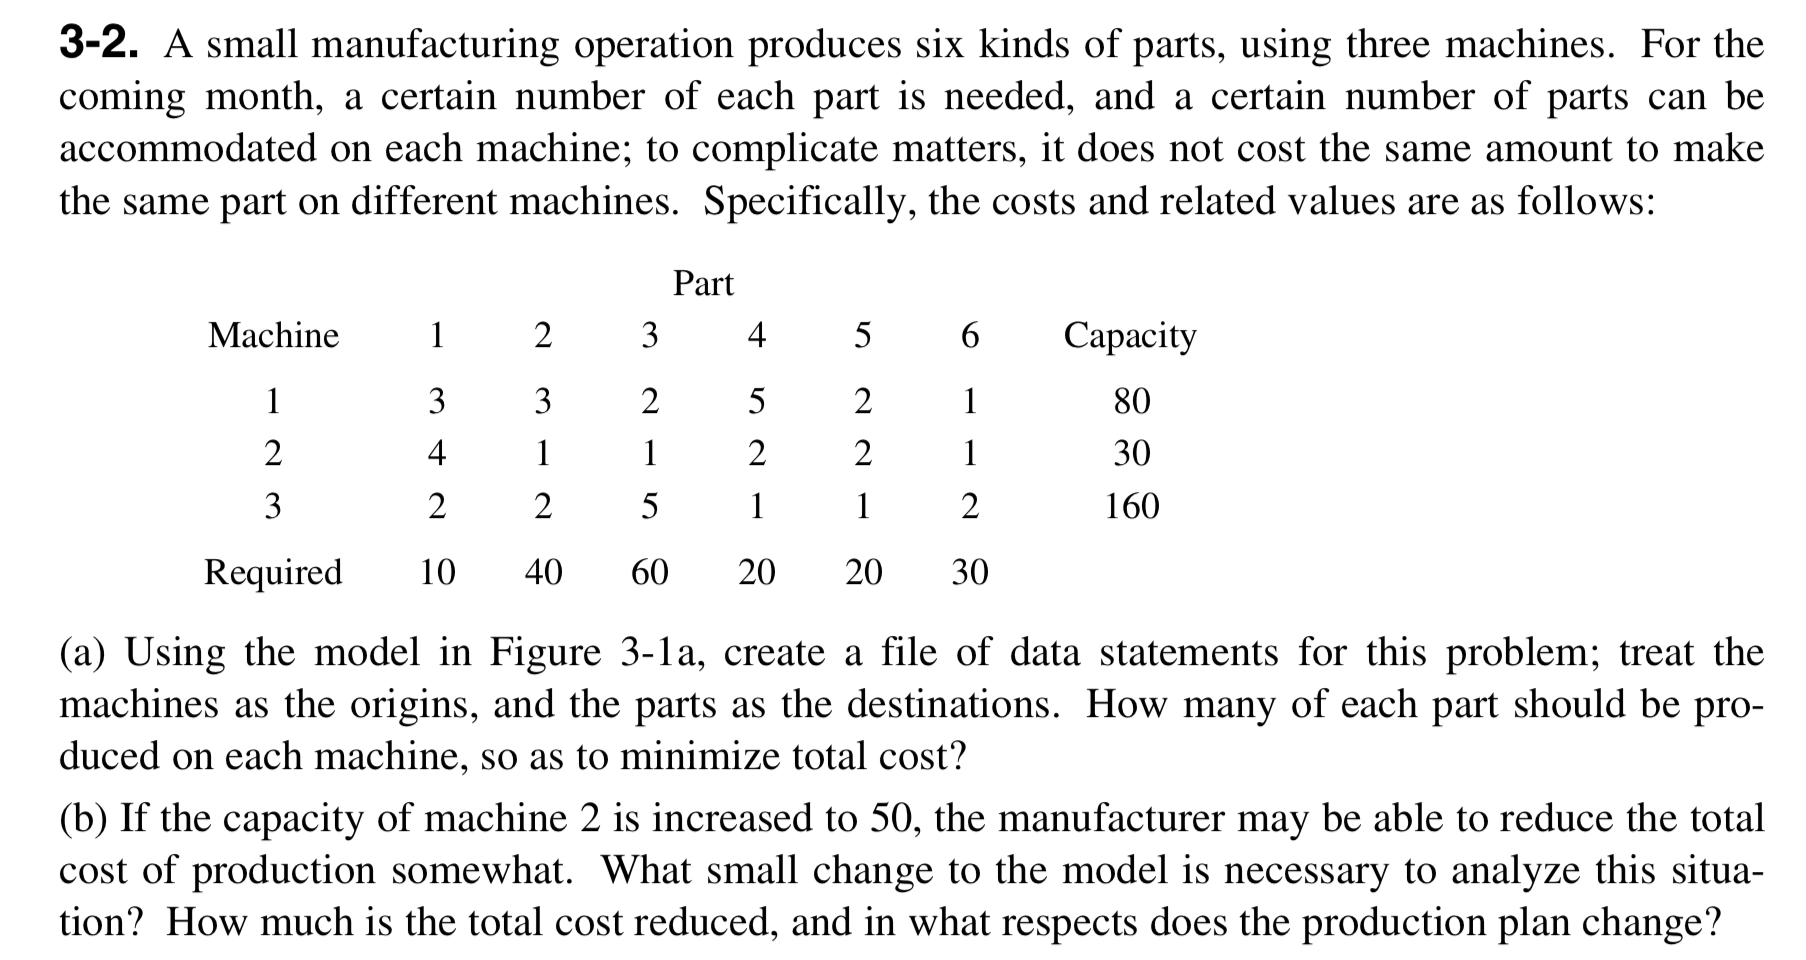 3-2. A small manufacturing operation produces six kinds of parts, using three machines. For the
coming month, a certain number of each part is needed, and a certain number of parts can be
accommodated on each machine; to complicate matters, it does not cost the same amount to make
the same part on different machines. Specifically, the costs and related values are as follows:
Part
Machine 1 2 3 4 5 6 Capacity
1 3 3 2 5 2 1 80
2 4 1 1 2 2 1 30
3 2 2 5 1 1 2 160
Required 10 40 60 20 20 30
(a) Using the model in Figure 3-1a, create a file of data statements for this problem; treat the
machines as the origins, and the parts as the destinations. How many of each part should be pro-
duced on each machine, so as to minimize total cost?
(b) If the capacity of machine 2 is increased to 50, the manufacturer may be able to reduce the total
cost of production somewhat. What small change to the model is necessary to analyze this situa-
tion? How much is the total cost reduced, and in what respects does the production plan change?